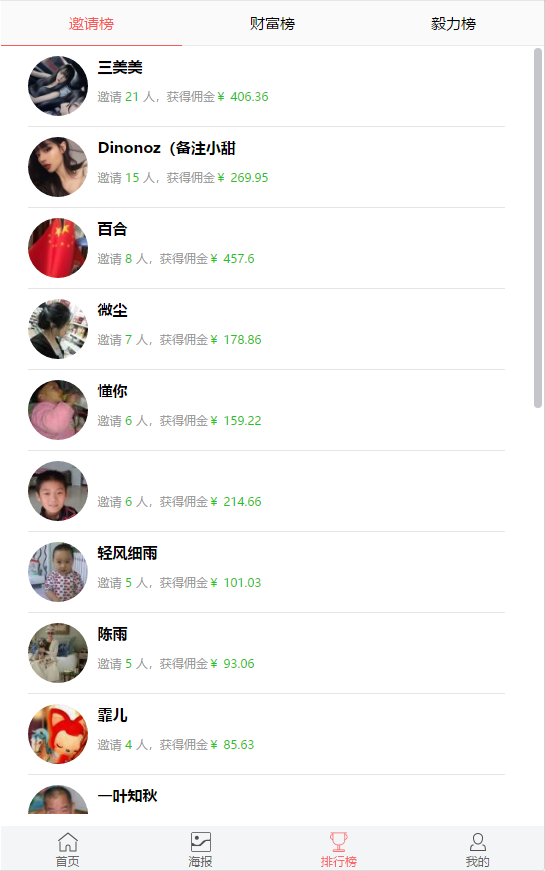 邀请榜 财富榜 毅力榜
三美美
邀请 21 人，获得佣金￥ 406.36
Dinonoz（备注小甜
邀请 15 人，获得佣金￥ 269.95
百合
邀请 8 人，获得佣金￥ 457.6
微尘
邀请 7 人，获得佣金￥ 178.86
懂你
邀请 6 人，获得佣金￥ 159.22
邀请 6 人，获得佣金￥ 214.66
轻风细雨
邀请 5 人，获得佣金￥ 101.03
陈雨
邀请 5 人，获得佣金￥ 93.06
霏儿
邀请 4 人，获得佣金￥ 85.63
一叶知秋
首页 海报 排行榜 我的